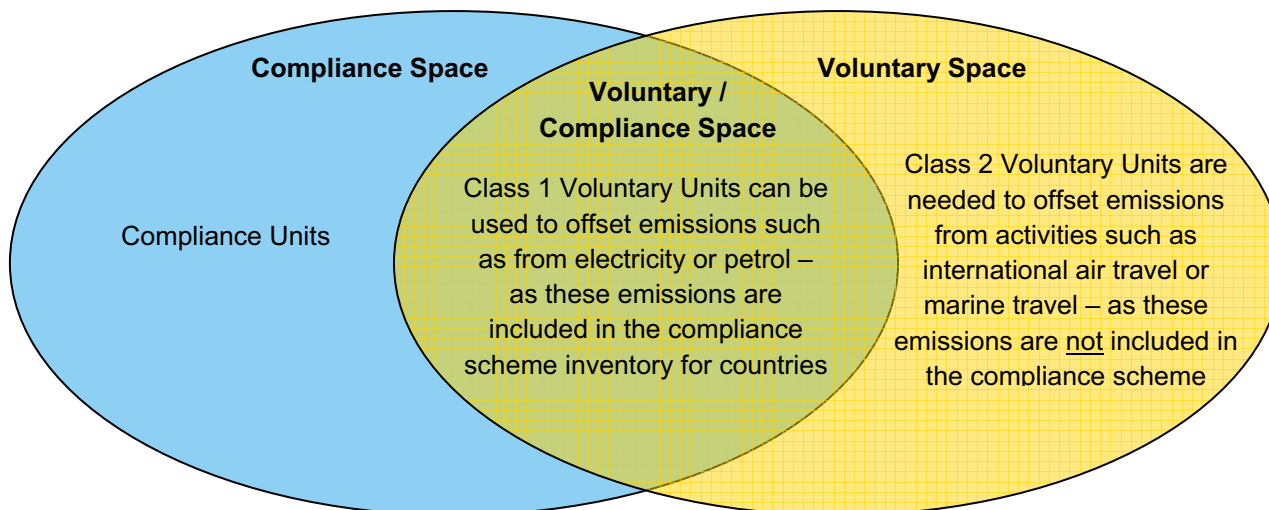 Compliance Space
Compliance Units
Voluntary /
Compliance Space
Class 1 Voluntary Units can be
used to offset emissions such
as from electricity or petrol –
as these emissions are
included in the compliance
scheme inventory for countries
Voluntary Space
Class 2 Voluntary Units are
needed to offset emissions
from activities such as
international air travel or
marine travel – as these
emissions are not included in
the compliance scheme